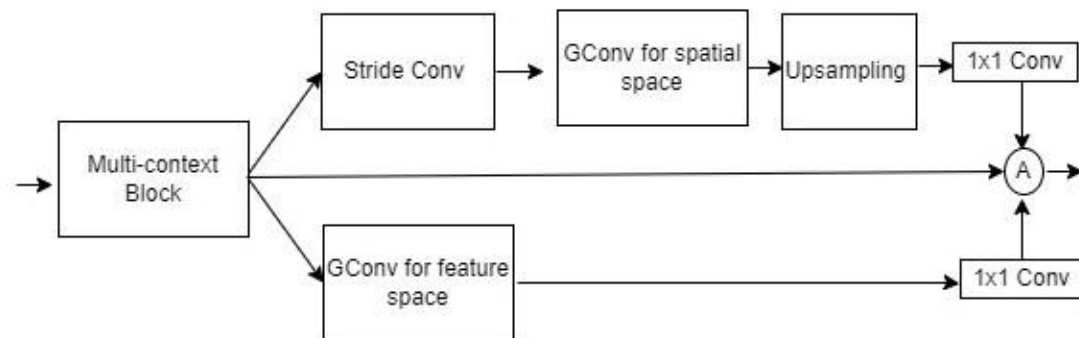 Stride Conv
GConv for spatial
space
Upsampling
1x1 Conv
Multi-context
Block
A
GConv for feature
space
1x1 Conv